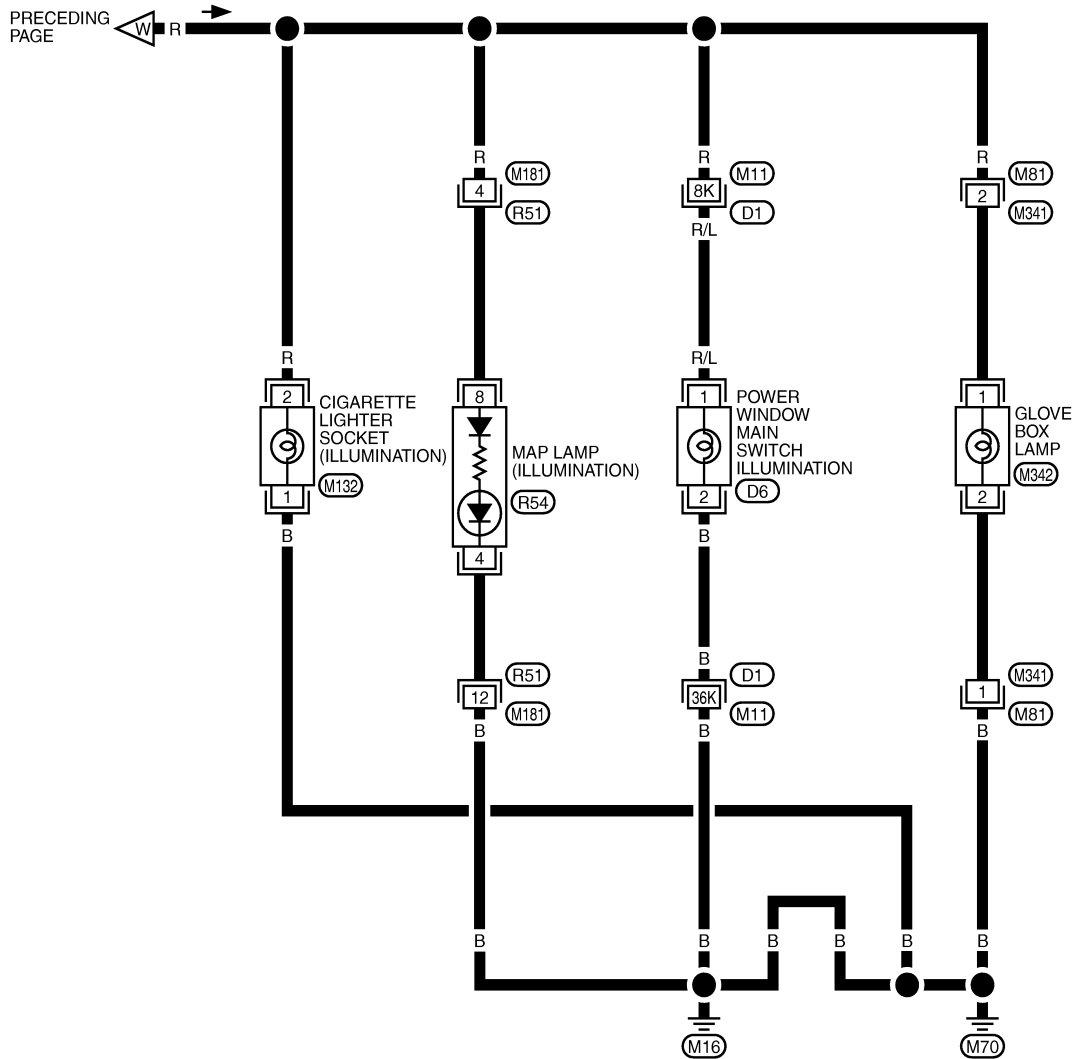 PRECEDING
PAGE
W
R
R
R
R
4
M181
R51
8K
M11
D1
2
M81
M341
R/L
R
R/L
2
CIGARETTE
LIGHTER
SOCKET
(ILLUMINATION)
1
M132
B
8
MAP LAMP
(ILLUMINATION)
R54
4
1
POWER
WINDOW
MAIN
SWITCH
ILLUMINATION
2
D6
B
1
GLOVE
BOX
LAMP
M342
2
B
12
R51
M181
36K
D1
M11
1
M341
M81
B
B
B
B
B
B
B
B
B
M16
M70